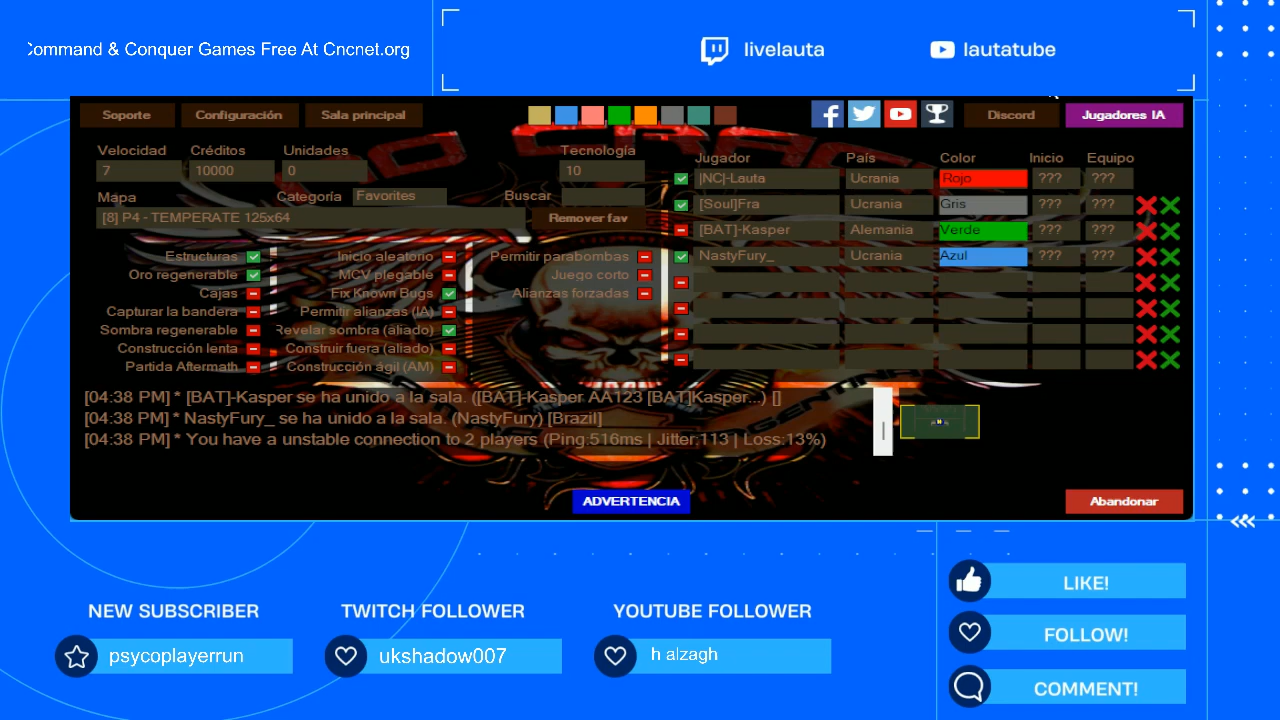 Command & Conquer Games Free At Cncnet.org
livelauta
lautatube
Soporte
Configuración
Sala principal
Discord
Jugadores IA
Velocidad
Créditos
Unidades
Tecnología
7
10000
0
10
Mapa
Categoría
Favorites
Buscar
[8] P4 - TEMPERATE 125x64
Remover fav
Jugador País Color Inicio Equipo
|NC|-Lauta Ucrania Rojo ??? ???
[Soul]Fra Ucrania Gris ??? ???
[BAT]-Kasper Alemania Verde ??? ???
NastyFury_ Ucrania Azul ??? ???
Estructuras
Inicio aleatorio
Permitir parabombas
Oro regenerable
MCV plegable
Juego corto
Cajas
Fix Known Bugs
Alianzas forzadas
Capturar la bandera
Permitir alianzas (IA)
Sombra regenerable
Revelar sombra (aliado)
Construcción lenta
Construir fuera (aliado)
Partida Aftermath
Construcción ágil (AM)
[04:38 PM] * [BAT]-Kasper se ha unido a la sala. ([BAT]-Kasper AA123 [BAT]Kasper...) []
[04:38 PM] * NastyFury_ se ha unido a la sala. (NastyFury) [Brazil]
[04:38 PM] * You have a unstable connection to 2 players (Ping:516ms | Jitter:113 | Loss:13%)
ADVERTENCIA
Abandonar
NEW SUBSCRIBER
psycoplayerrun
TWITCH FOLLOWER
ukshadow007
YOUTUBE FOLLOWER
h alzagh
LIKE!
FOLLOW!
COMMENT!